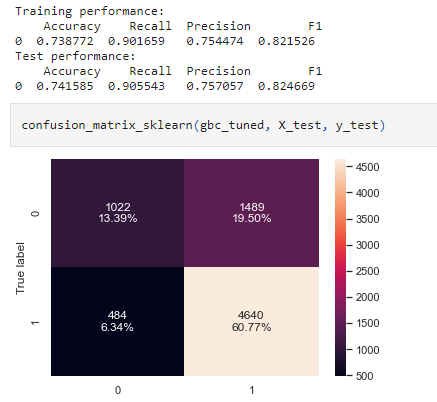 Training performance:
Accuracy Recall Precision F1
0 0.738772 0.901659 0.754474 0.821526
Test performance:
Accuracy Recall Precision F1
0 0.741585 0.905543 0.757057 0.824669
confusion_matrix_sklearn(gbc_tuned, X_test, y_test)
True label
0
1022
13.39%
1489
19.50%
1
484
6.34%
4640
60.77%
0 1
4500
4000
3500
3000
2500
2000
1500
1000
500